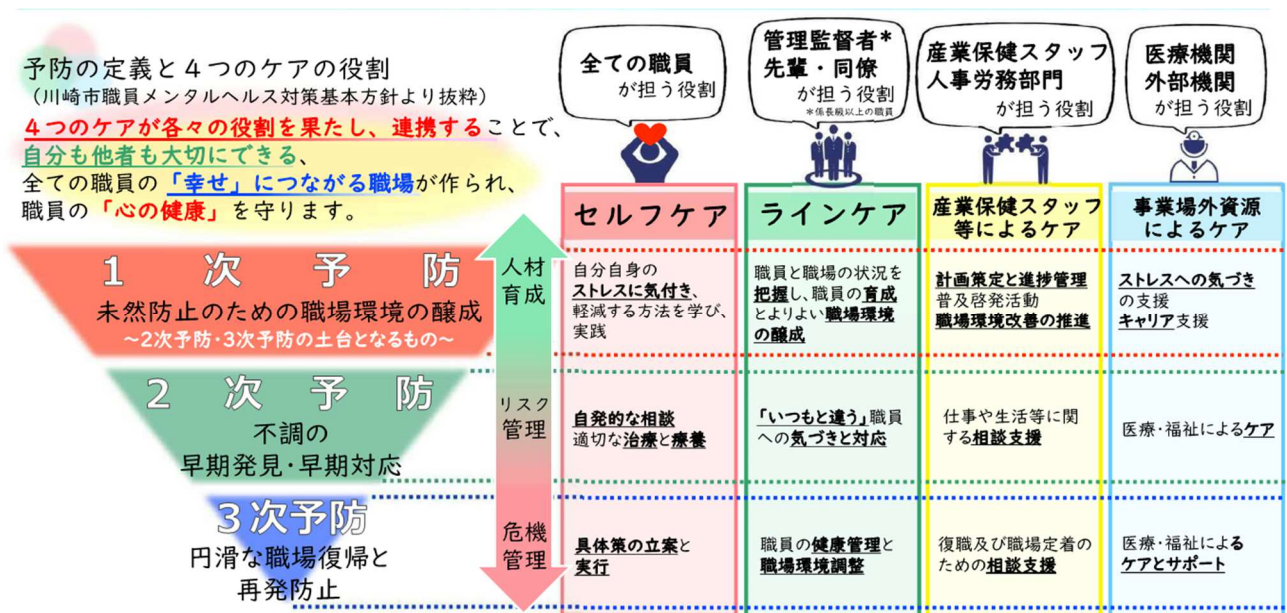 予防の定義と4つのケアの役割
（川崎市職員メンタルヘルス対策基本方針より抜粋）
4つのケアが各々の役割を果たし、連携することで、
自分も他者も大切にできる、
全ての職員の「幸せ」につながる職場が作られ、
職員の「心の健康」を守ります。
全ての職員
が担う役割
管理監督者*
先輩・同僚
が担う役割
*係長級以上の職員
産業保健スタッフ
人事労務部門
が担う役割
医療機関
外部機関
が担う役割
セルフケア
ラインケア
産業保健スタッフ
等によるケア
事業場外資源
によるケア
1次予防
未然防止のための職場環境の醸成
～2次予防・3次予防の土台となるもの～
人材
育成
自分自身の
ストレスに気付き、
軽減する方法を学び、
実践
職員と職場の状況を
把握し、職員の育成
とよりよい職場環境
の醸成
計画策定と進捗管理
普及啓発活動
職場環境改善の推進
ストレスへの気づき
の支援
キャリア支援
2次予防
不調の
早期発見・早期対応
リスク
管理
自発的な相談
適切な治療と療養
「いつもと違う」職員
への気づきと対応
仕事や生活等に関
する相談支援
医療・福祉によるケア
3次予防
円滑な職場復帰と
再発防止
危機
管理
具体策の立案と
実行
職員の健康管理と
職場環境調整
復職及び職場定着の
ための相談支援
医療・福祉による
ケアとサポート